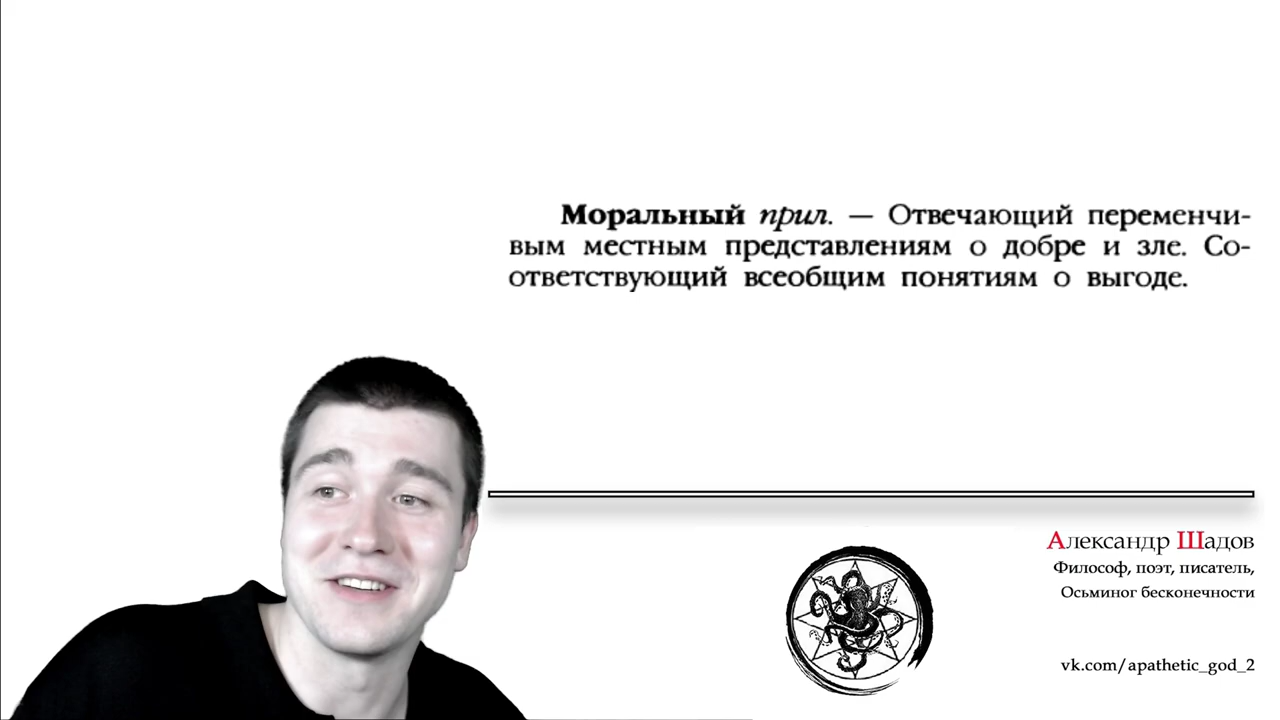 Моральный прил. — Отвечающий переменчи-
вым местным представлениям о добре и зле. Со-
ответствующий всеобщим понятиям о выгоде.
Александр Шадов
Философ, поэт, писатель,
Осьминог бесконечности
vk.com/apathetic_god_2